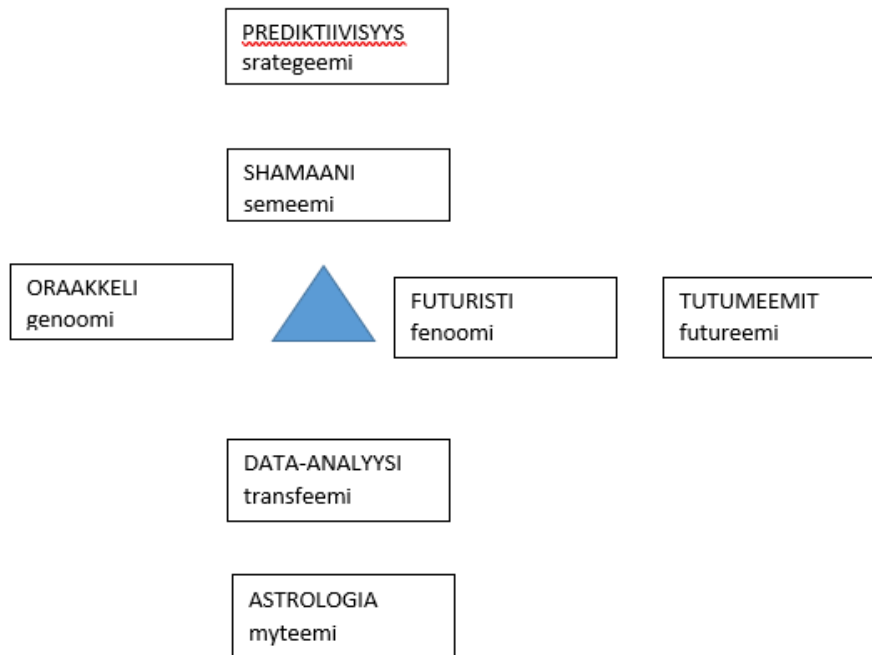 PREDIKTIIVISYYS
srategeemi
SHAMAANI
semeemi
ORAAKKELI
genoomi
FUTURISTI
fenoomi
TUTUMEEMIT
futureemi
DATA-ANALYYSI
transfeemi
ASTROLOGIA
myteemi